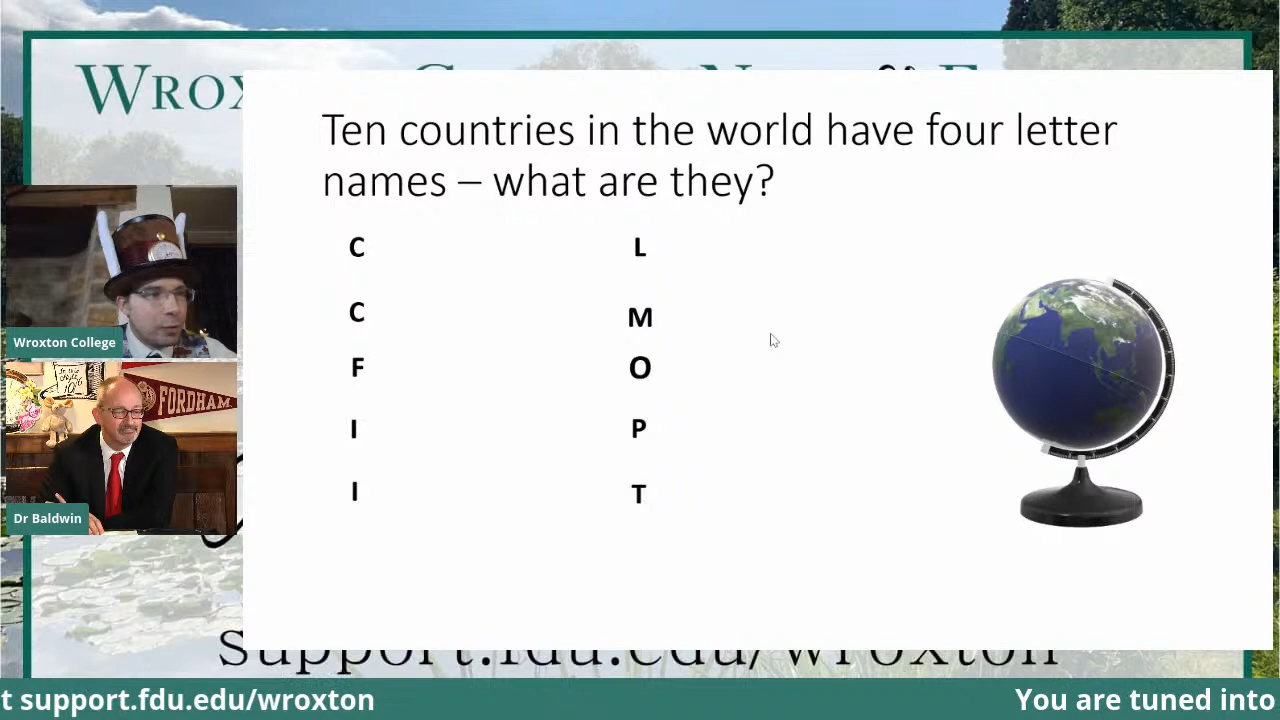 WROX
Ten countries in the world have four letter
names – what are they?
C
C
F
I
I
L
M
O
P
T
Wroxton College
FORDHAM
Dr Baldwin
support.fdu.edu/wroxton
t support.fdu.edu/wroxton
You are tuned into